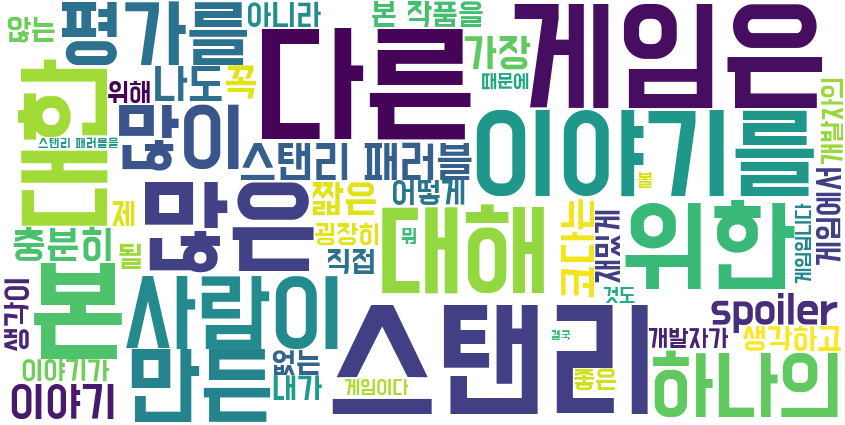 않는
평가를
아니라
본 작품을
다른
게임은
가장
때문에
대한
위해
나도
꼭
많이
스탠리 패러블을
스탠리 패러블
이야기를
개발자인
볼
제
많은
짧은
어떻게
대해
위한
충분히
될
굉장히
뭐
직접
재밌게
게임입니다
게임에서
본
사람이
생각이
것도
spoiler
이야기가
만든
없는
스탠리
결국
개발자가
생각하고
이야기
내가
게임이다
좋은
하나의